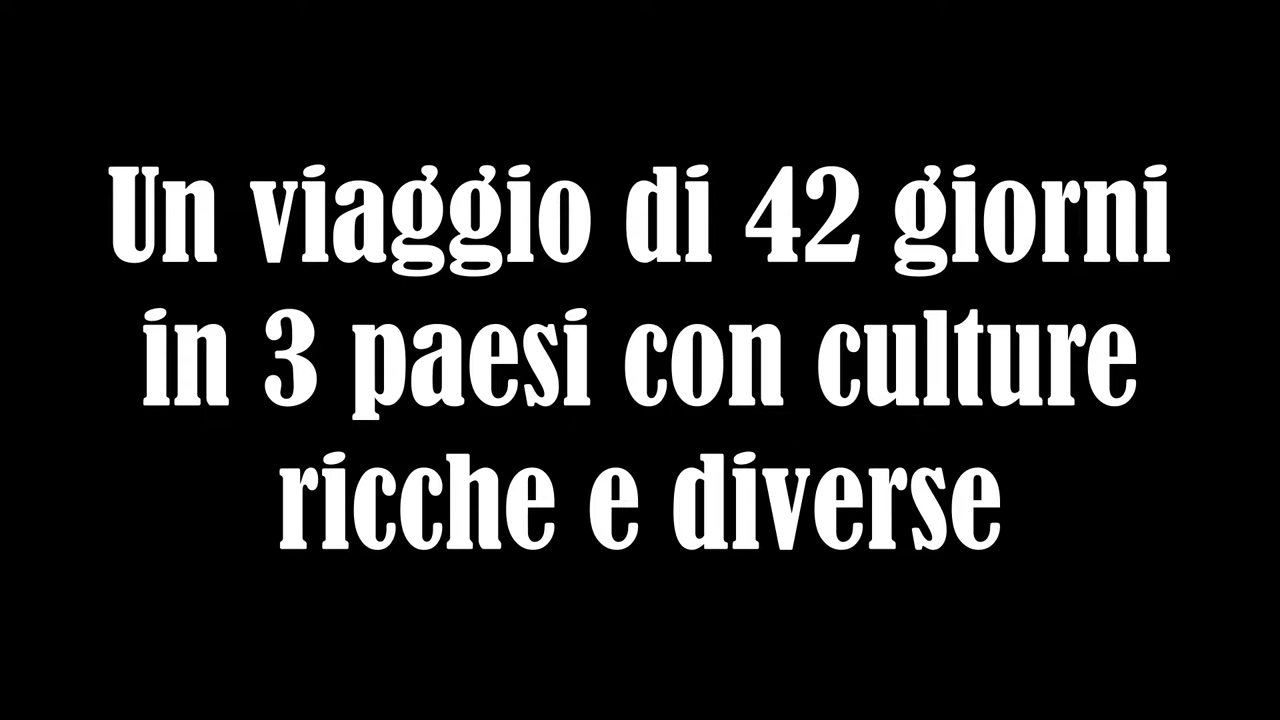 Un viaggio di 42 giorni
in 3 paesi con culture
ricche e diverse